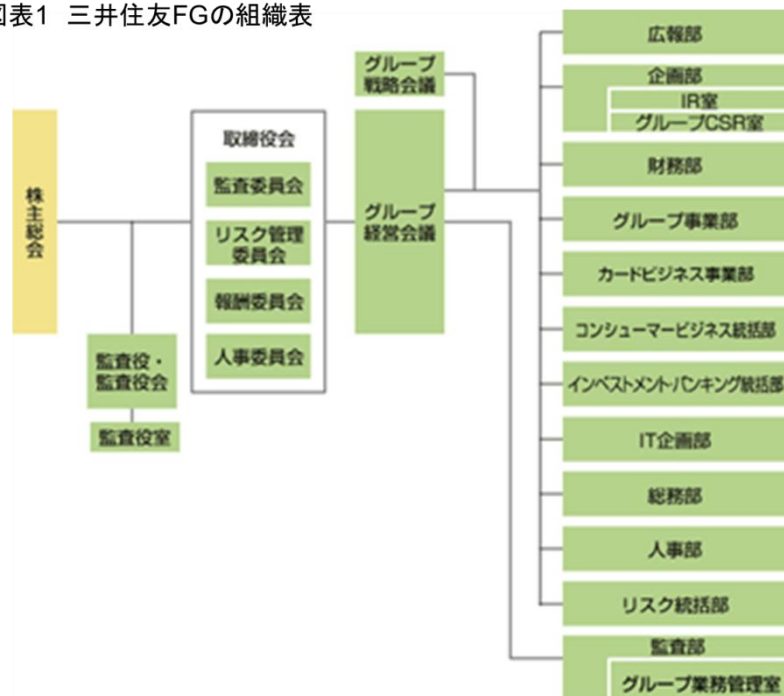 図表1 三井住友FGの組織表
株主総会
監査役・
監査役会
監査役室
取締役会
監査委員会
リスク管理
委員会
報酬委員会
人事委員会
グループ
戦略会議
グループ
経営会議
広報部
企画部
IR室
グループCSR室
財務部
グループ事業部
カードビジネス事業部
コンシューマービジネス統括部
インベストメント・バンキング統括部
IT企画部
総務部
人事部
リスク統括部
監査部
グループ業務管理室